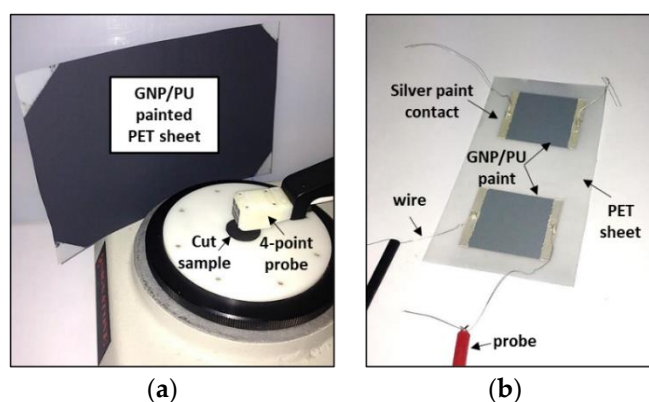 GNP/PU
painted
PET sheet
Cut
sample
4-point
probe
(a)
Silver paint
contact
GNP/PU
paint
wire
PET
sheet
probe
(b)